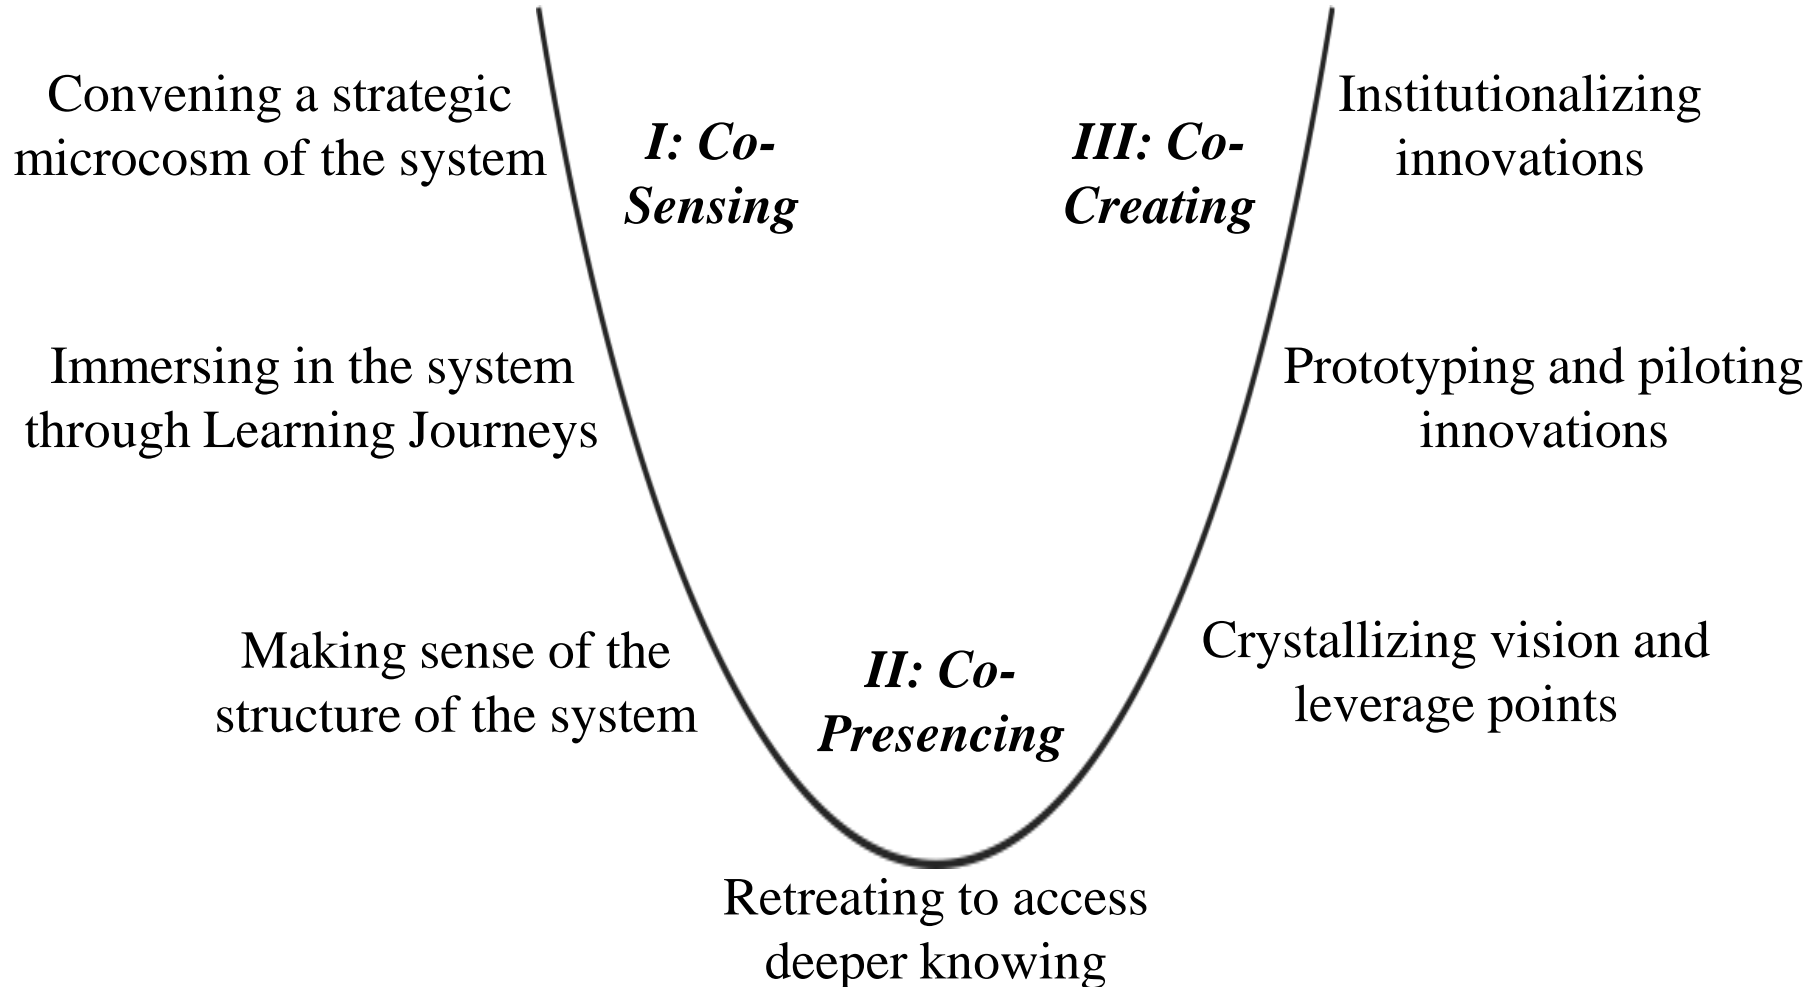 Convening a strategic
microcosm of the system
I: Co-
Sensing
III: Co-
Creating
Institutionalizing
innovations
Immersing in the system
through Learning Journeys
Prototyping and piloting
innovations
Making sense of the
structure of the system
II: Co-
Presencing
Crystallizing vision and
leverage points
Retreating to access
deeper knowing